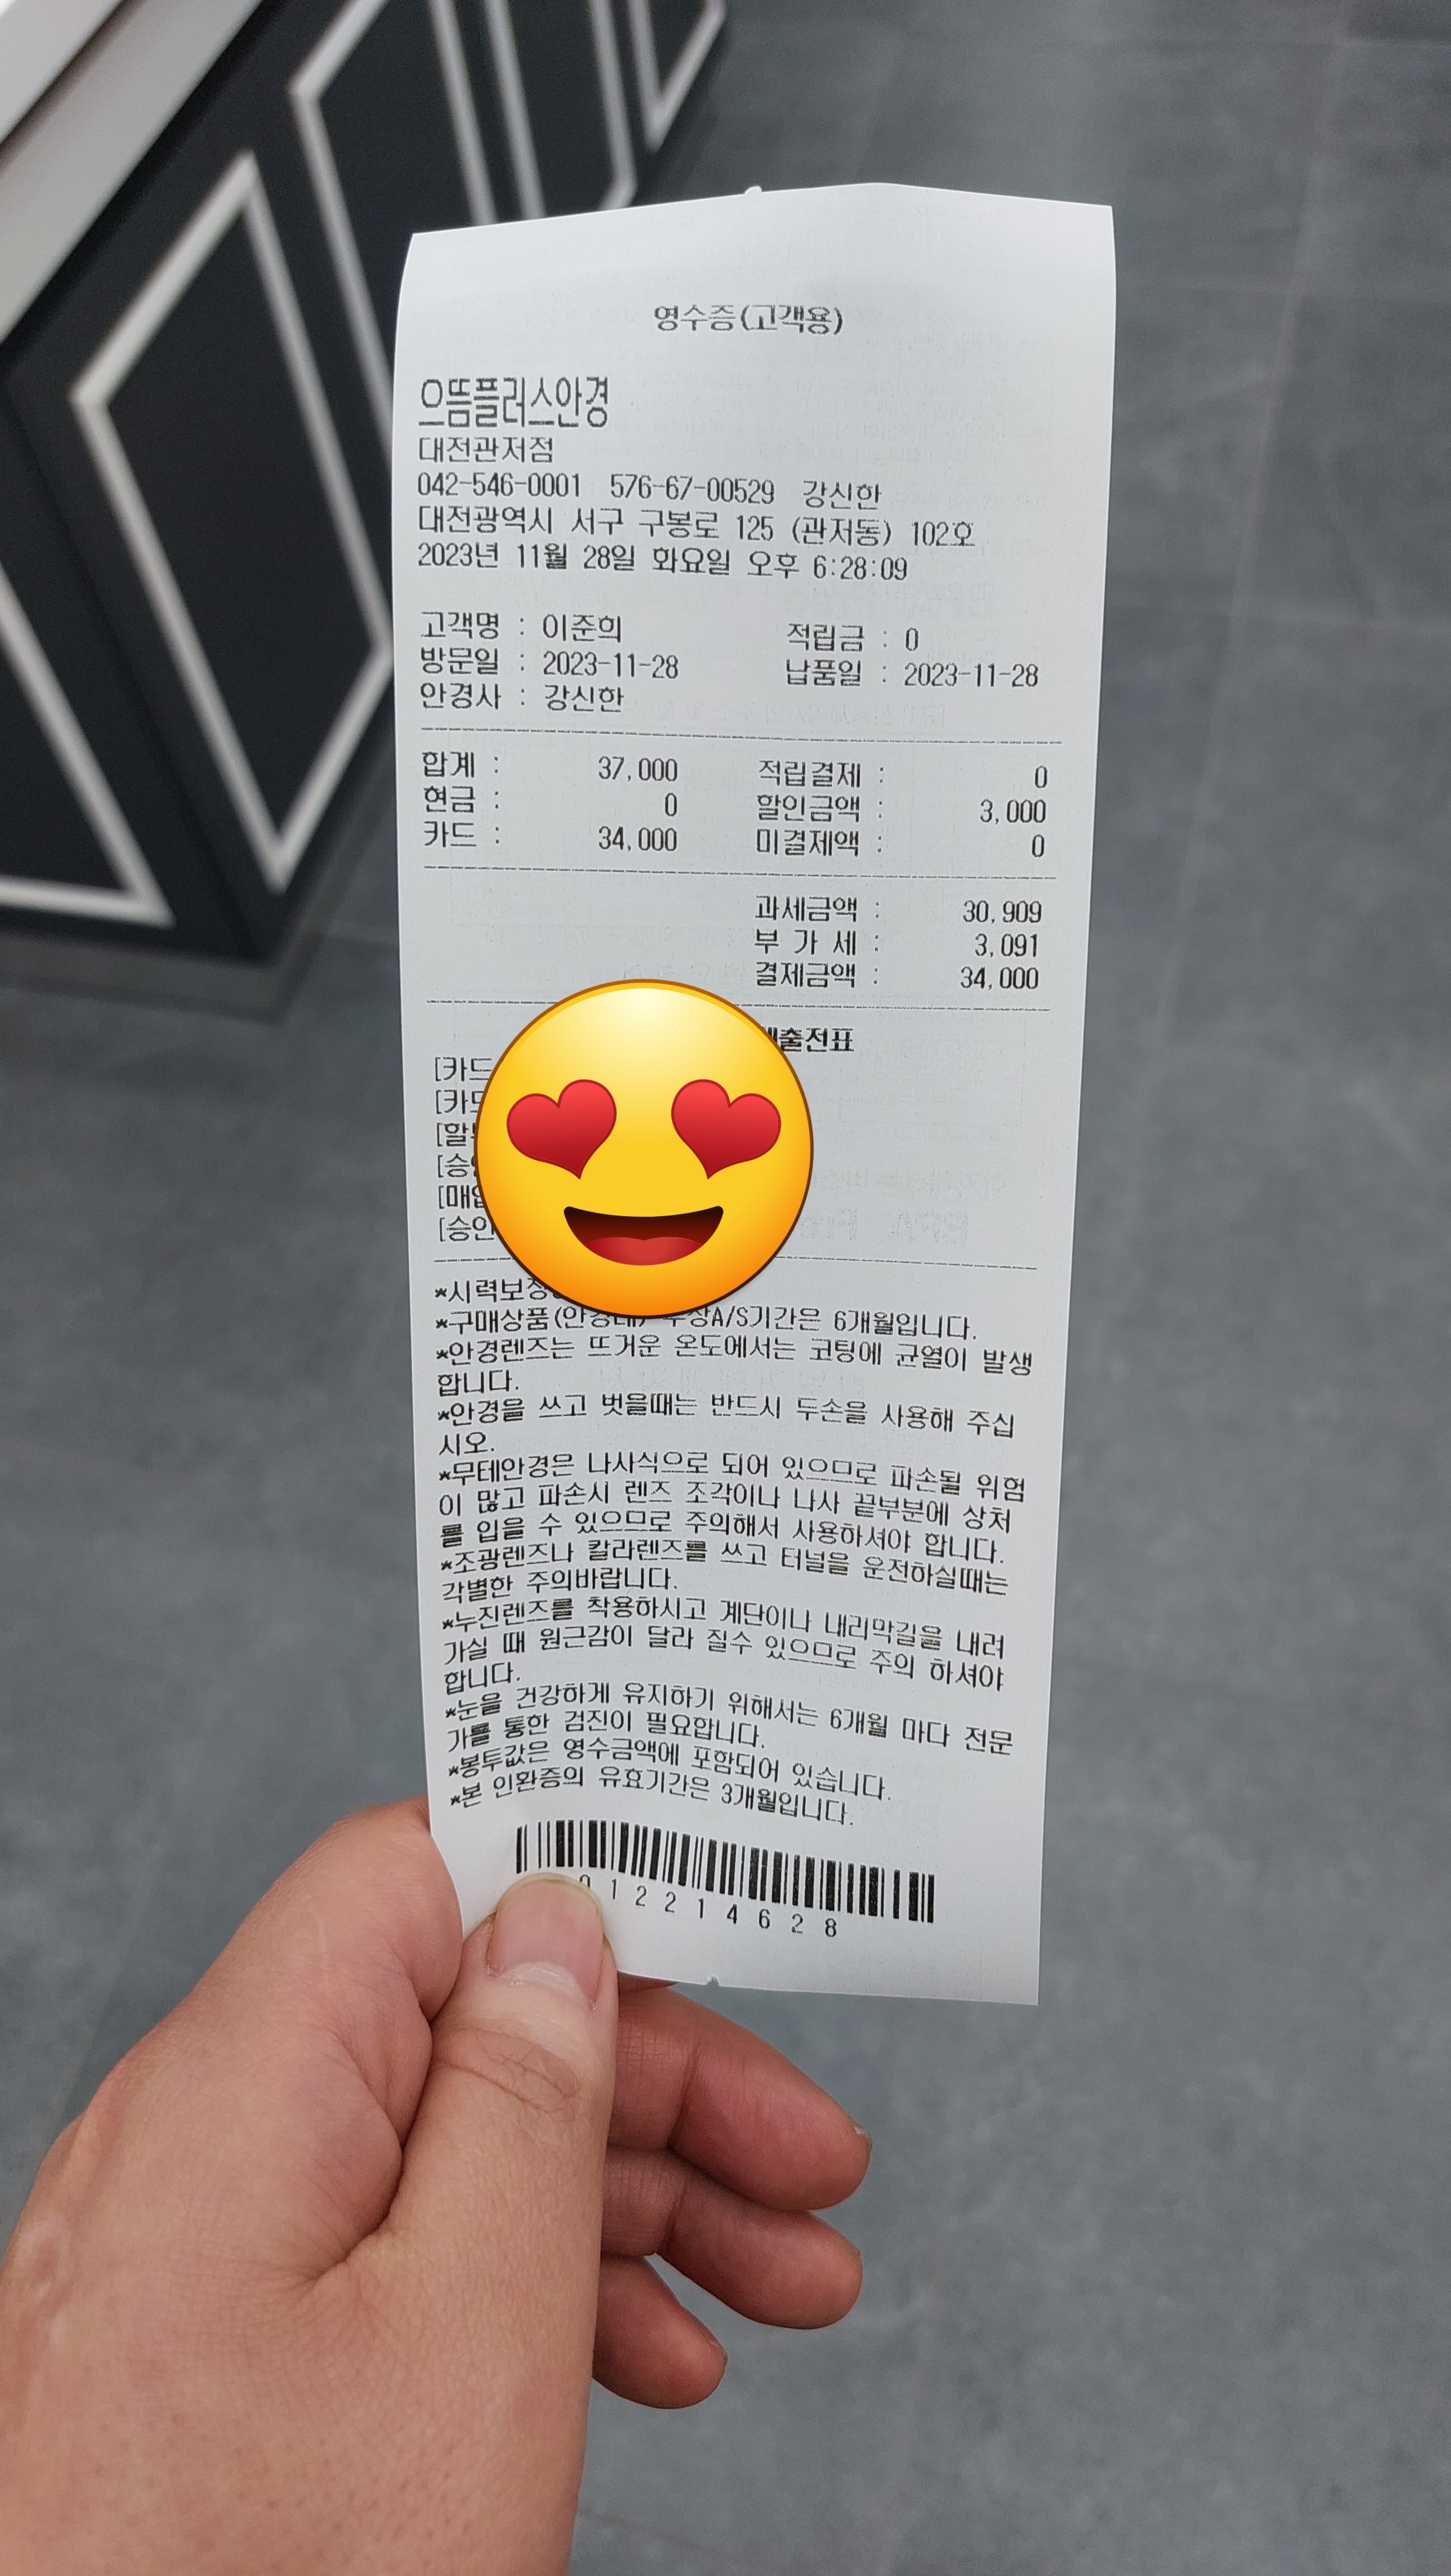 영수증(고객용)
으뜸플러스안경
대전관저점
042-546-0001 576-67-00529 강신한
대전광역시 서구 구봉로 125 (관저동) 102호
2023년 11월 28일 화요일 오후 6:28:09
고객명 : 이준희 적립금 : 0
방문일 : 2023-11-28 납품일 : 2023-11-28
안경사 : 강신한
합계 : 37,000 적립결제 : 0
현금 : 0 할인금액 : 3,000
카드 : 34,000 미결제액 : 0
과세금액 : 30,909
부 가 세 : 3,091
결제금액 : 34,000
출전표
[카드
[카드
[할
[승인
[매입
[승인
*시력보정
*구매상품(안경테) 무상A/S기간은 6개월입니다.
*안경렌즈는 뜨거운 온도에서는 코팅에 균열이 발생
합니다.
*안경을 쓰고 벗을때는 반드시 두손을 사용해 주십
시오.
*무테안경은 나사식으로 되어 있으므로 파손될 위험
이 많고 파손시 렌즈 조각이나 나사 끝부분에 상처
를 입을 수 있으므로 주의해서 사용하셔야 합니다.
*조광렌즈나 칼라렌즈를 쓰고 터널을 운전하실때는
각별한 주의바랍니다.
*누진렌즈를 착용하시고 계단이나 내리막길을 내려
가실 때 원근감이 달라 질수 있으므로 주의 하셔야
합니다.
*눈을 건강하게 유지하기 위해서는 6개월 마다 전문
가를 통한 검진이 필요합니다.
*봉투값은 영수금액에 포함되어 있습니다.
*본 인환증의 유효기간은 3개월입니다.
012214628